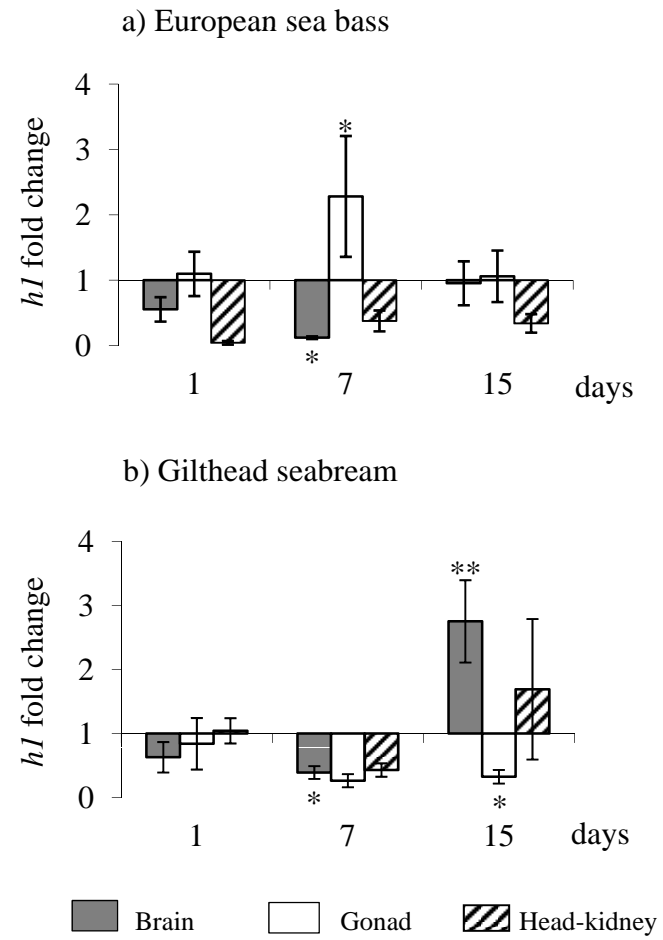 a) European sea bass
4
3
2
1
0
h1 fold change
*
*
1 7 15 days
b) Gilthead seabream
4
3
2
1
0
h1 fold change
**
*
*
1 7 15 days
Brain Gonad Head-kidney